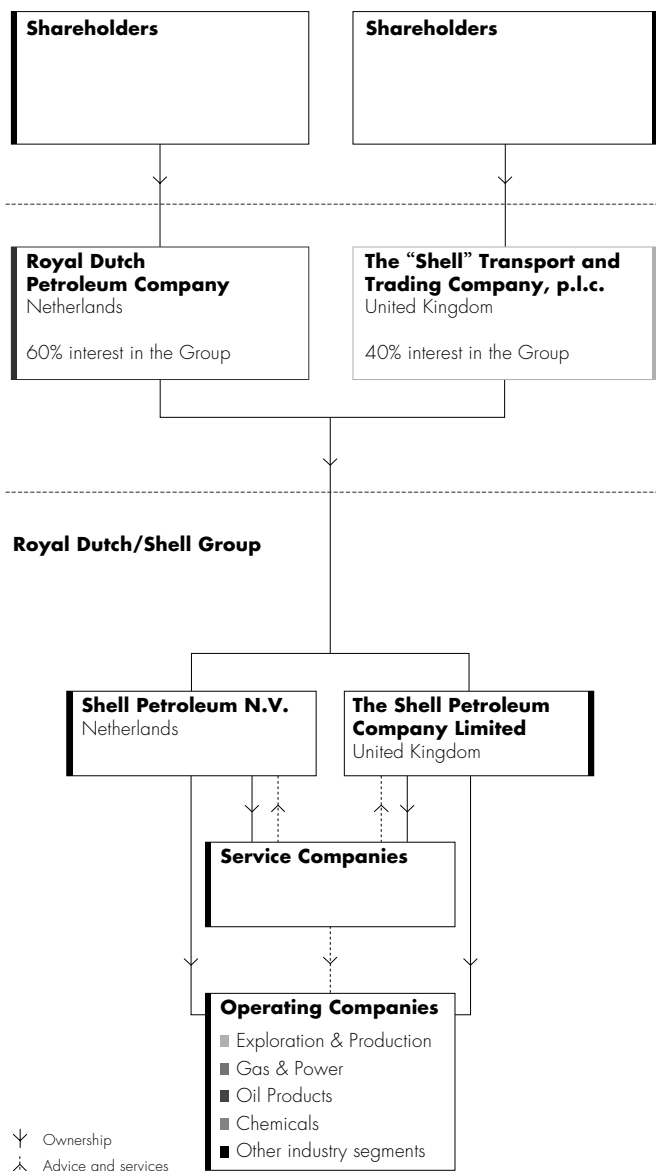 Shareholders
Shareholders
Royal Dutch
Petroleum Company
Netherlands
60% interest in the Group
The “Shell” Transport and
Trading Company, p.l.c.
United Kingdom
40% interest in the Group
Royal Dutch/Shell Group
Shell Petroleum N.V.
Netherlands
The Shell Petroleum
Company Limited
United Kingdom
Service Companies
Operating Companies
Exploration & Production
Gas & Power
Oil Products
Chemicals
Other industry segments
Ownership
Advice and services